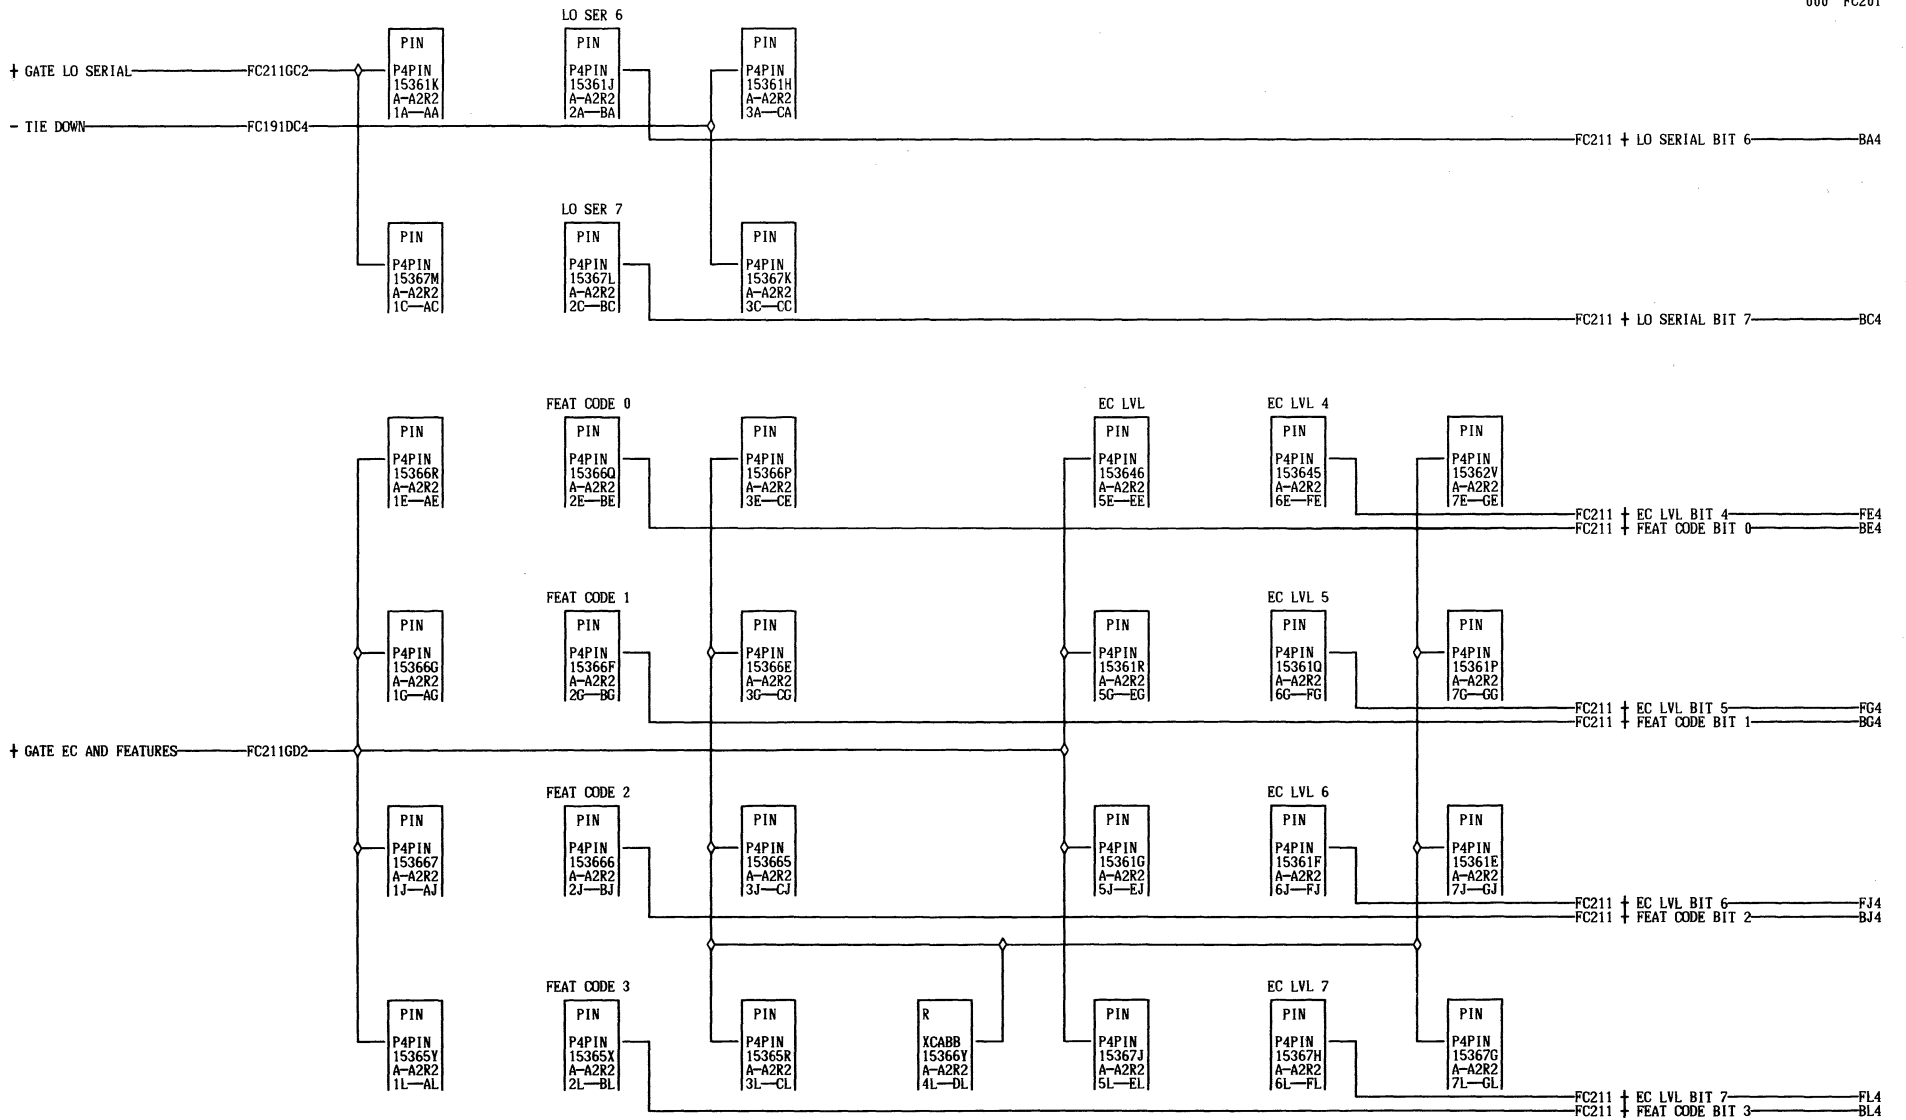 FC201
LO SER 6
PIN PIN PIN
+ GATE LO SERIAL FC211GC2 P4PIN P4PIN P4PIN
15361K 15361J 15361H
A-A2R2 A-A2R2 A-A2R2
1A—AA 2A—BA 3A—CA
- TIE DOWN FC191DC4
FC211 + LO SERIAL BIT 6 BA4
LO SER 7
PIN PIN PIN
P4PIN P4PIN P4PIN
15367M 15367L 15367K
A-A2R2 A-A2R2 A-A2R2
1C—AC 2C—BC 3C—CC
FC211 + LO SERIAL BIT 7 BC4
FEAT CODE 0 EC LVL EC LVL 4
PIN PIN PIN PIN PIN PIN
P4PIN P4PIN P4PIN P4PIN P4PIN P4PIN
15366R 15366Q 15366P 153646 153645 15362V
A-A2R2 A-A2R2 A-A2R2 A-A2R2 A-A2R2 A-A2R2
1E—AE 2E—BE 3E—CE 5E—EE 6E—FE 7E—GE
FC211 + EC LVL BIT 4 FE4
FC211 + FEAT CODE BIT 0 BE4
FEAT CODE 1 EC LVL 5
PIN PIN PIN PIN PIN PIN
P4PIN P4PIN P4PIN P4PIN P4PIN P4PIN
15366G 15366F 15366E 15361R 15361Q 15361P
A-A2R2 A-A2R2 A-A2R2 A-A2R2 A-A2R2 A-A2R2
1G—AG 2G—BG 3G—CG 5G—EG 6G—FG 7G—GG
FC211 + EC LVL BIT 5 FG4
FC211 + FEAT CODE BIT 1 BG4
+ GATE EC AND FEATURES FC211GD2
FEAT CODE 2 EC LVL 6
PIN PIN PIN PIN PIN PIN
P4PIN P4PIN P4PIN P4PIN P4PIN P4PIN
153667 153666 153665 15361G 15361F 15361E
A-A2R2 A-A2R2 A-A2R2 A-A2R2 A-A2R2 A-A2R2
1J—AJ 2J—BJ 3J—CJ 5J—EJ 6J—FJ 7J—GJ
FC211 + EC LVL BIT 6 FJ4
FC211 + FEAT CODE BIT 2 BJ4
FEAT CODE 3 EC LVL 7
PIN PIN PIN R PIN PIN PIN
P4PIN P4PIN P4PIN XCABB P4PIN P4PIN P4PIN
15365Y 15365X 15365R 15366Y 15367J 15367H 15367G
A-A2R2 A-A2R2 A-A2R2 A-A2R2 A-A2R2 A-A2R2 A-A2R2
1L—AL 2L—BL 3L—CL 4L—DL 5L—EL 6L—FL 7L—GL
FC211 + EC LVL BIT 7 FL4
FC211 + FEAT CODE BIT 3 BL4